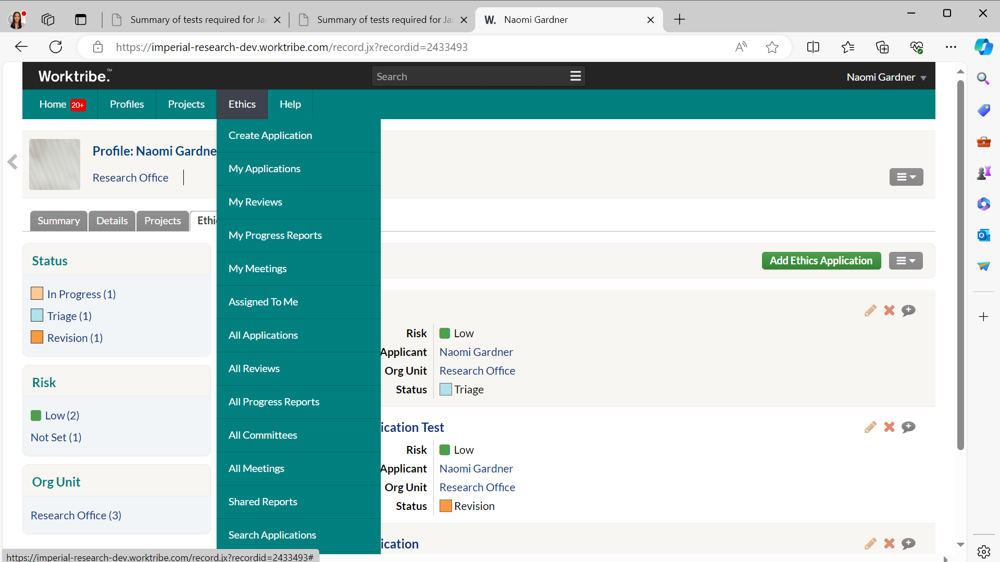 Summary of tests required for Ja
Summary of tests required for Ja
W. Naomi Gardner
https://imperial-research-dev.worktribe.com/record.jx?recordid=2433493
Worktribe.™
Search
Naomi Gardner
Home 20+
Profiles
Projects
Ethics
Help
Create Application
My Applications
My Reviews
My Progress Reports
My Meetings
Assigned To Me
All Applications
All Reviews
All Progress Reports
All Committees
All Meetings
Shared Reports
Search Applications
Profile: Naomi Gardne
Research Office
Summary
Details
Projects
Ethi
Status
In Progress (1)
Triage (1)
Revision (1)
Risk
Low (2)
Not Set (1)
Org Unit
Research Office (3)
Add Ethics Application
Risk Low
Applicant Naomi Gardner
Org Unit Research Office
Status Triage
ication Test
Risk Low
Applicant Naomi Gardner
Org Unit Research Office
Status Revision
ication
https://imperial-research-dev.worktribe.com/record.jx?recordid=2433493#